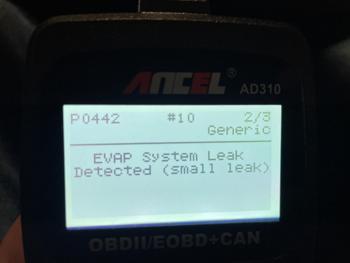 ANCEL®
AD310
P0442 #10 2/3
Generic
EVAP System Leak
Detected (small leak)
OBDII/EOBD+CAN